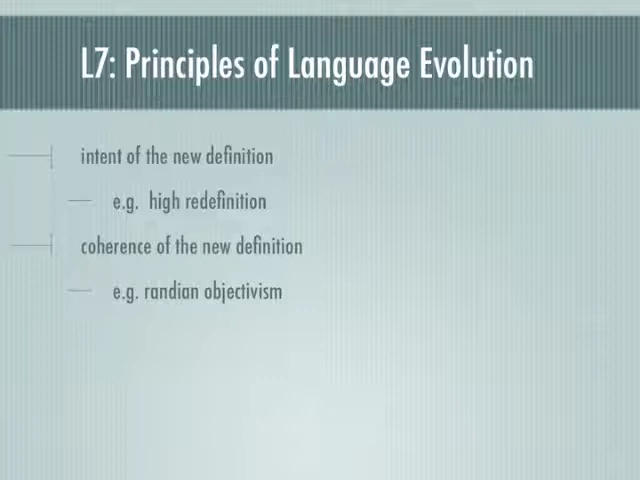 L7: Principles of Language Evolution
intent of the new definition
e.g. high redefinition
coherence of the new definition
e.g. randian objectivism